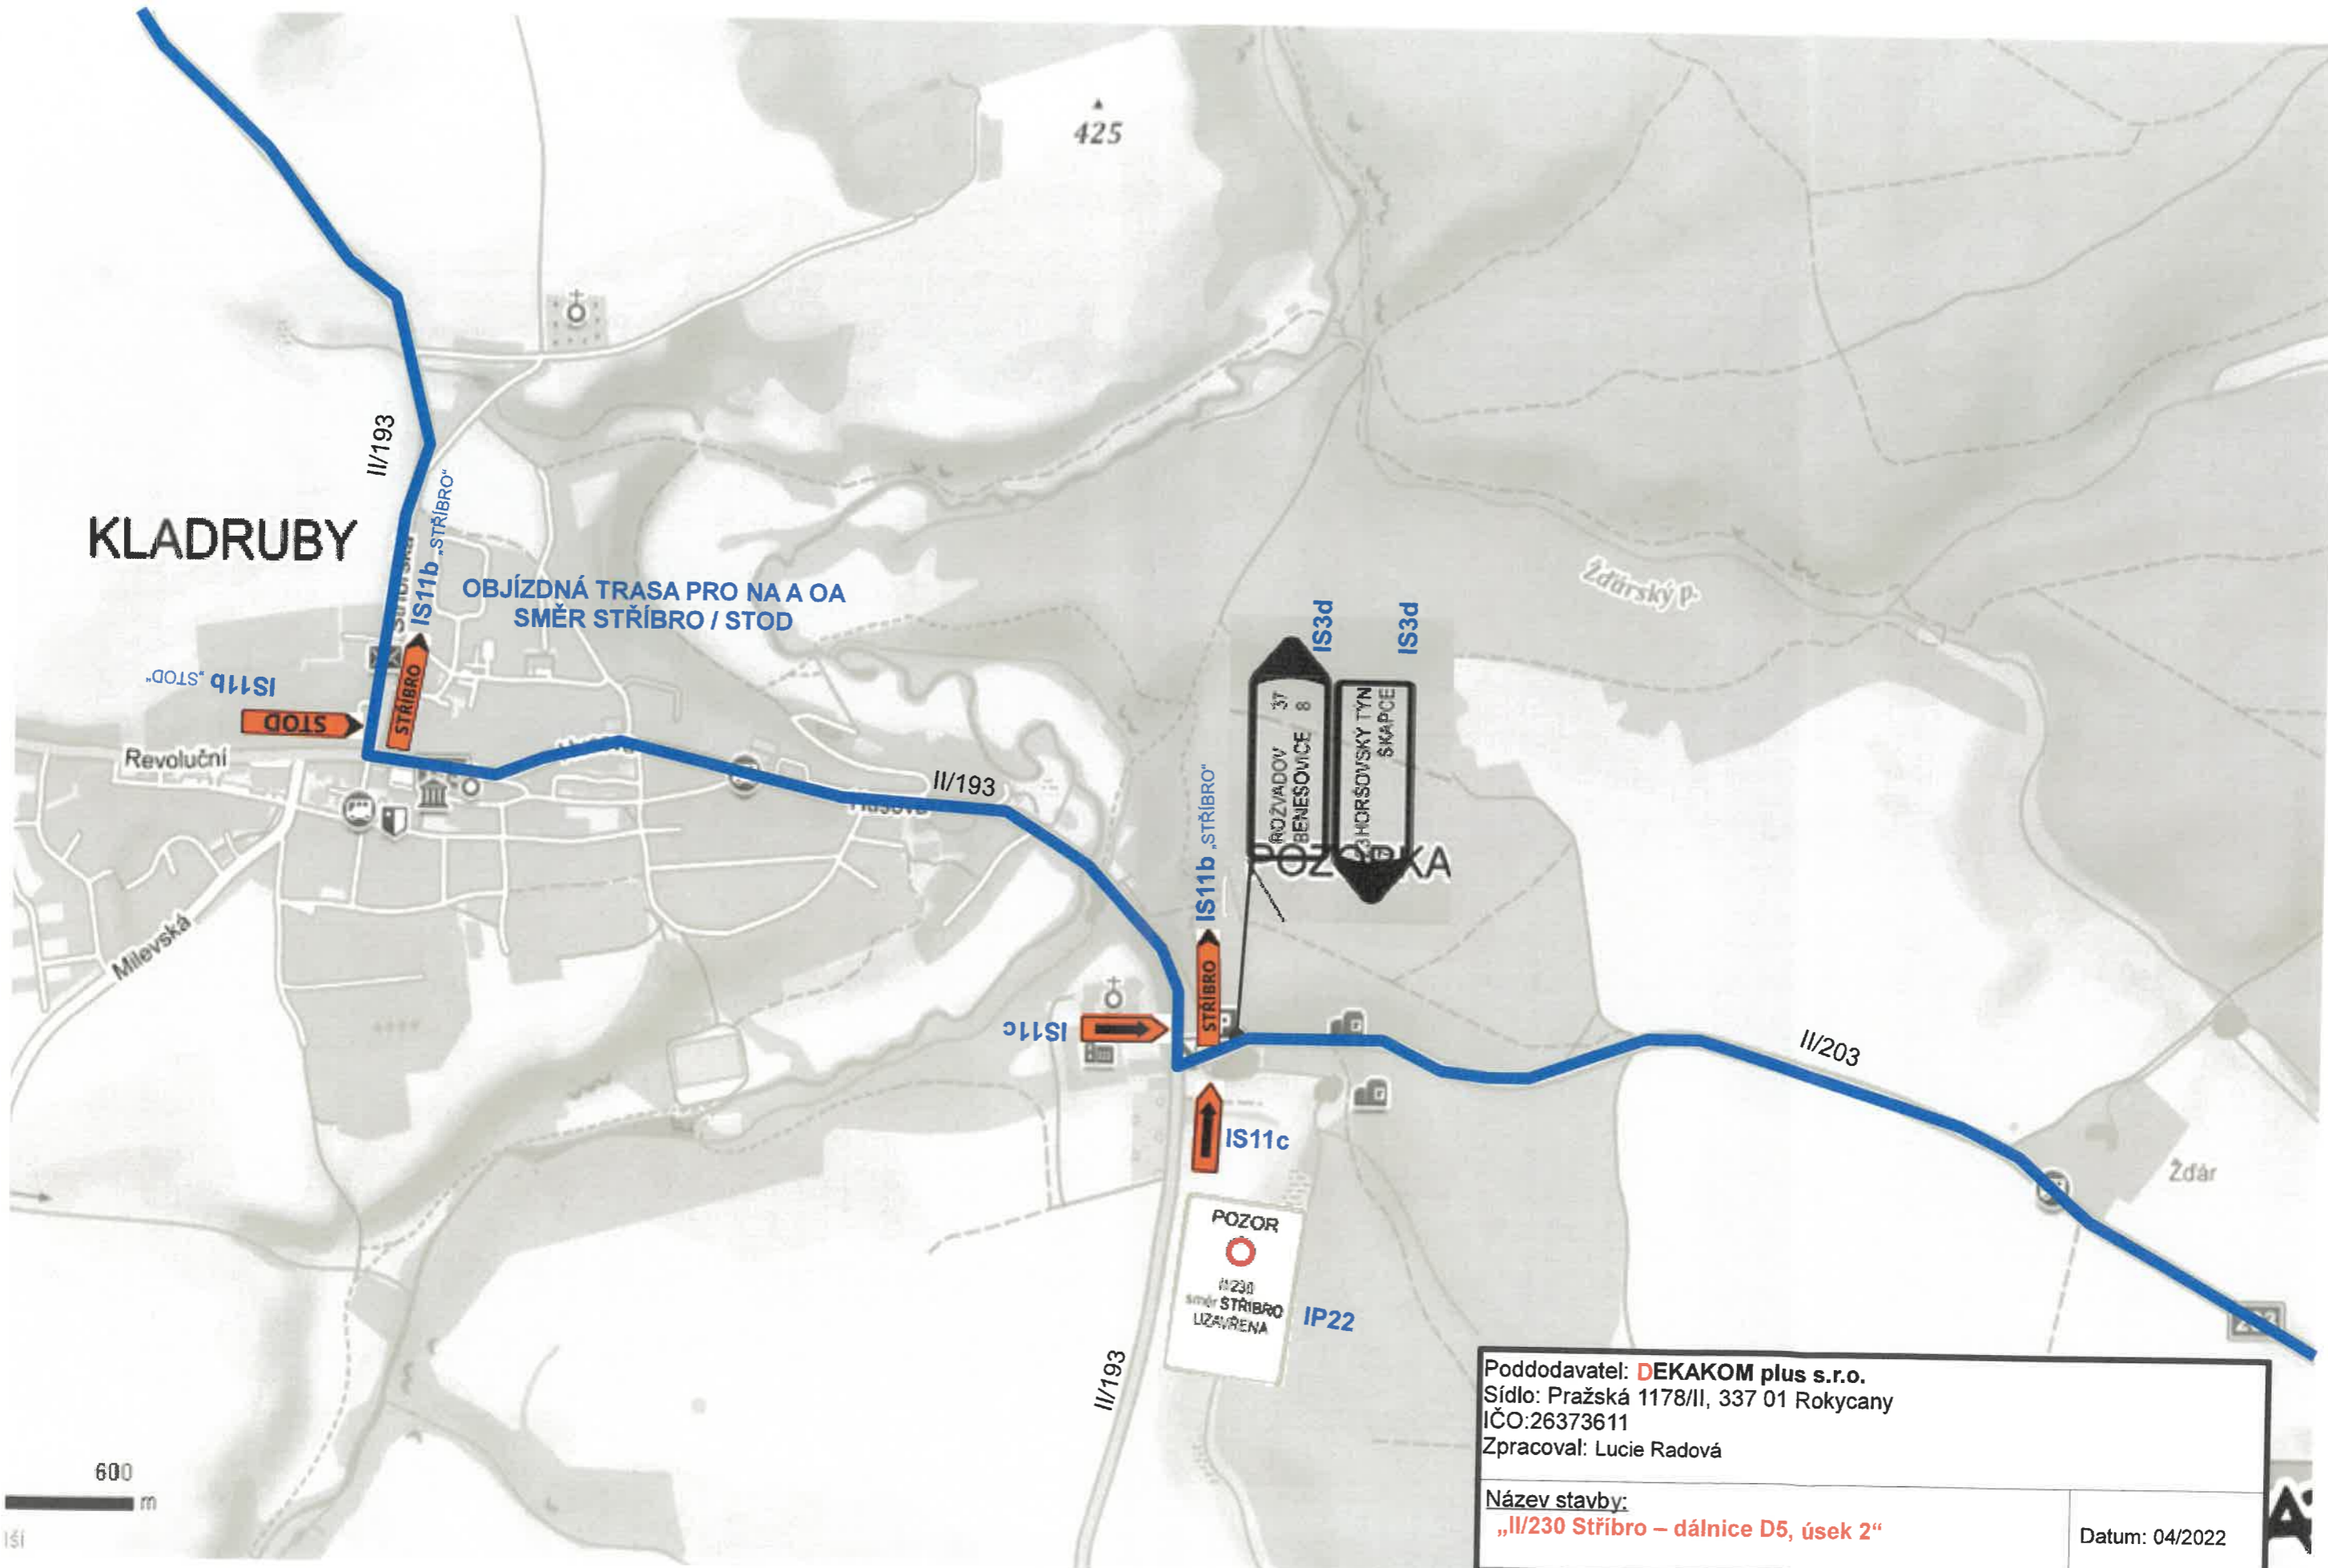 425
II/193
KLADRUBY
IS11b „STŘÍBRO"
OBJÍZDNÁ TRASA PRO NA A OA
SMĚR STŘÍBRO / STOD
IS11b „STOD"
STOD
STŘÍBRO
Revoluční
Milevská
Husova
II/193
Žďárský p.
IS3d
IS3d
ROZVADOV 37
BENEŠOVICE 8
HORŠOVSKÝ TÝN
SKAPCE
POZORKA
IS11b „STŘÍBRO"
STŘÍBRO
IS11c
IS11c
II/203
Žďár
203
POZOR
II/230
směr STŘÍBRO
UZAVŘENA
IP22
II/193
600
m
Poddodavatel: DEKAKOM plus s.r.o.
Sídlo: Pražská 1178/II, 337 01 Rokycany
IČO:26373611
Zpracoval: Lucie Radová
Název stavby:
„II/230 Stříbro – dálnice D5, úsek 2“
Datum: 04/2022